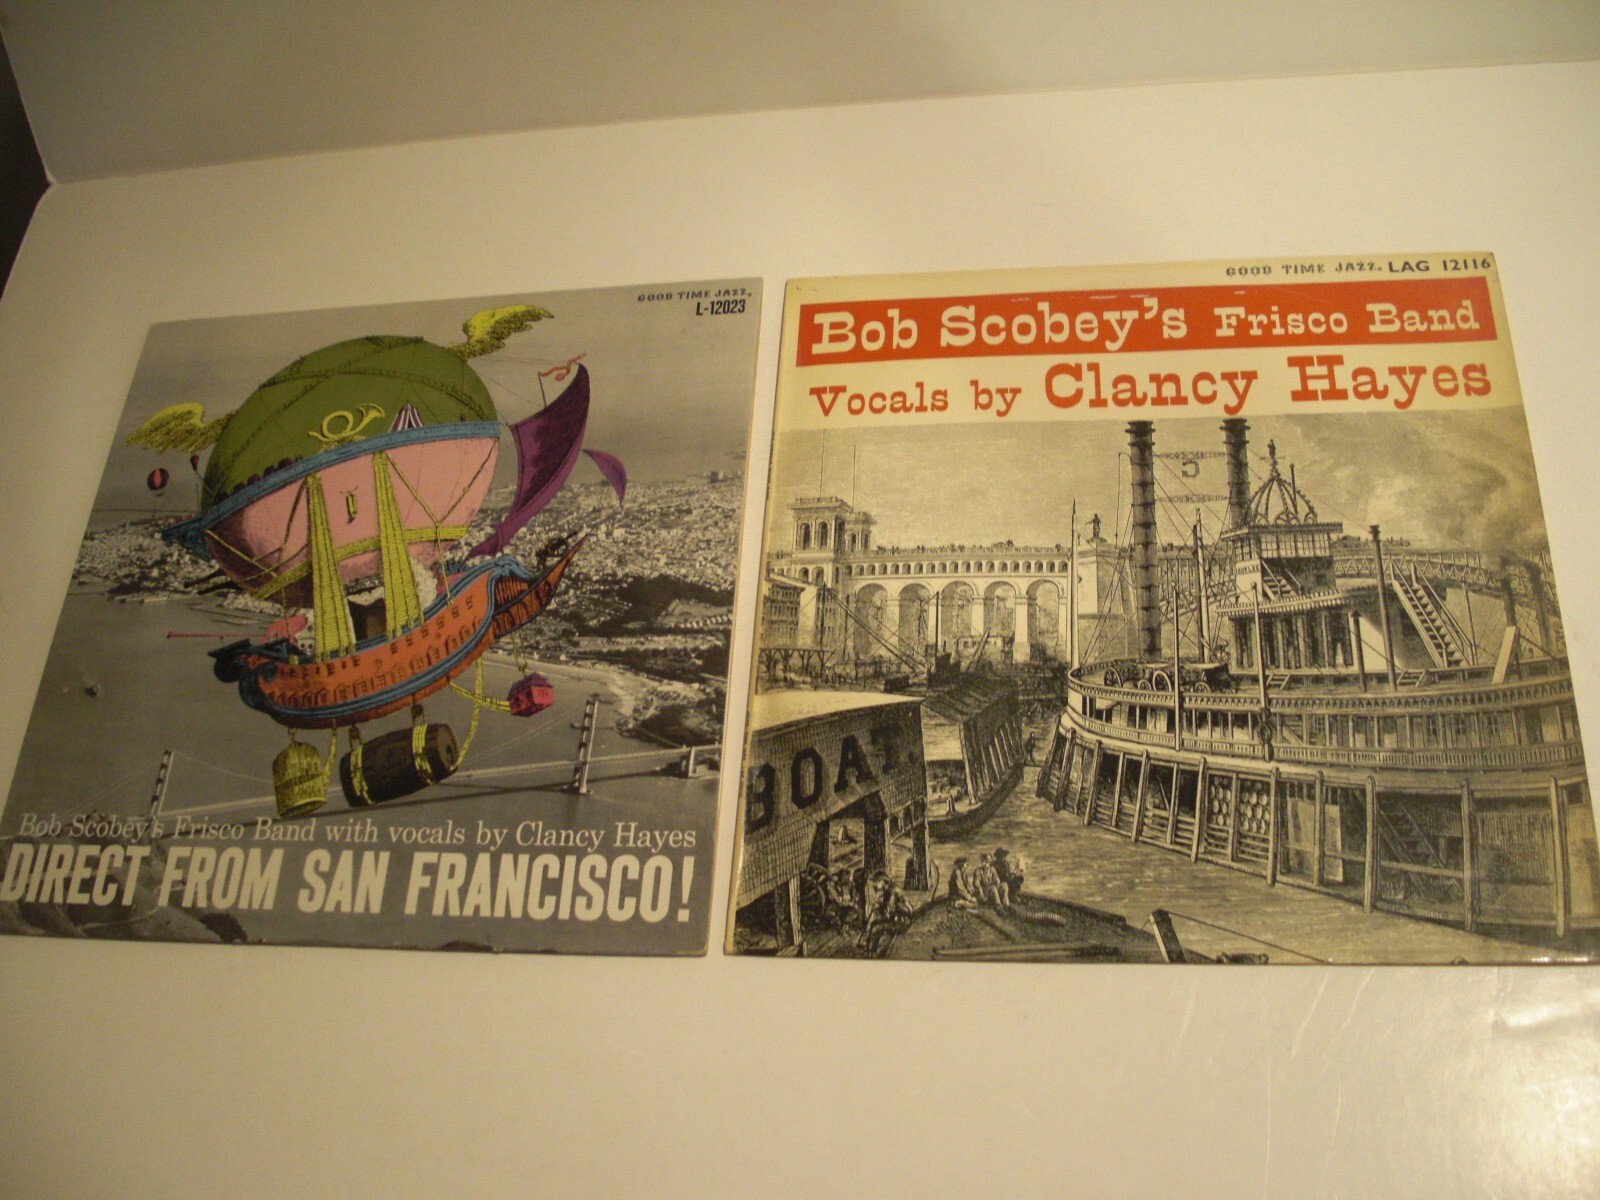 GOOD TIME JAZZ.
L-12023
Bob Scobey's Frisco Band with vocals by Clancy Hayes
DIRECT FROM SAN FRANCISCO!
GOOD TIME JAZZ. LAG 12116
Bob Scobey's Frisco Band
Vocals by Clancy Hayes
C
BOAT